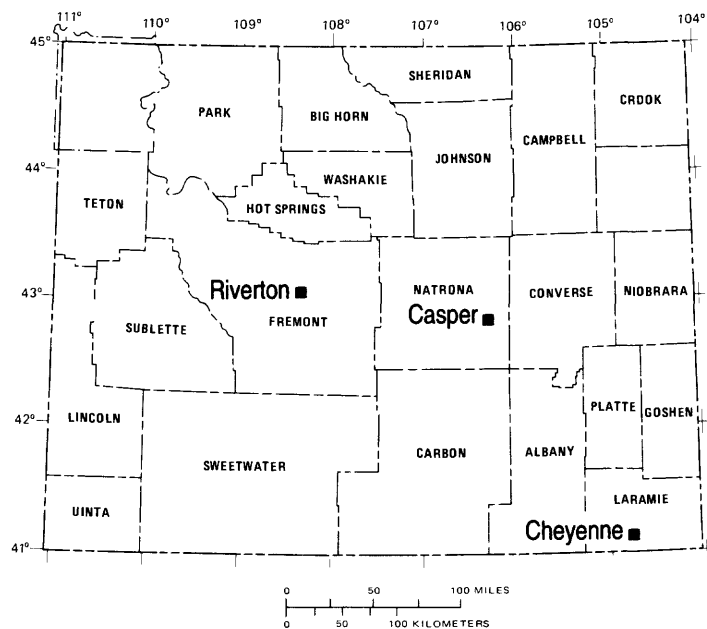 111° 110° 109° 108° 107° 106° 105° 104°
45°
SHERIDAN
PARK
BIG HORN
CROOK
CAMPBELL
JOHNSON
44°
WASHAKIE
TETON
HOT SPRINGS
43°
Riverton
NATRONA
CONVERSE
NIOBRARA
Casper
FREMONT
SUBLETTE
42°
LINCOLN
PLATTE
GOSHEN
CARBON
ALBANY
SWEETWATER
LARAMIE
UINTA
Cheyenne
41°
0 50 100 MILES
0 50 100 KILOMETERS